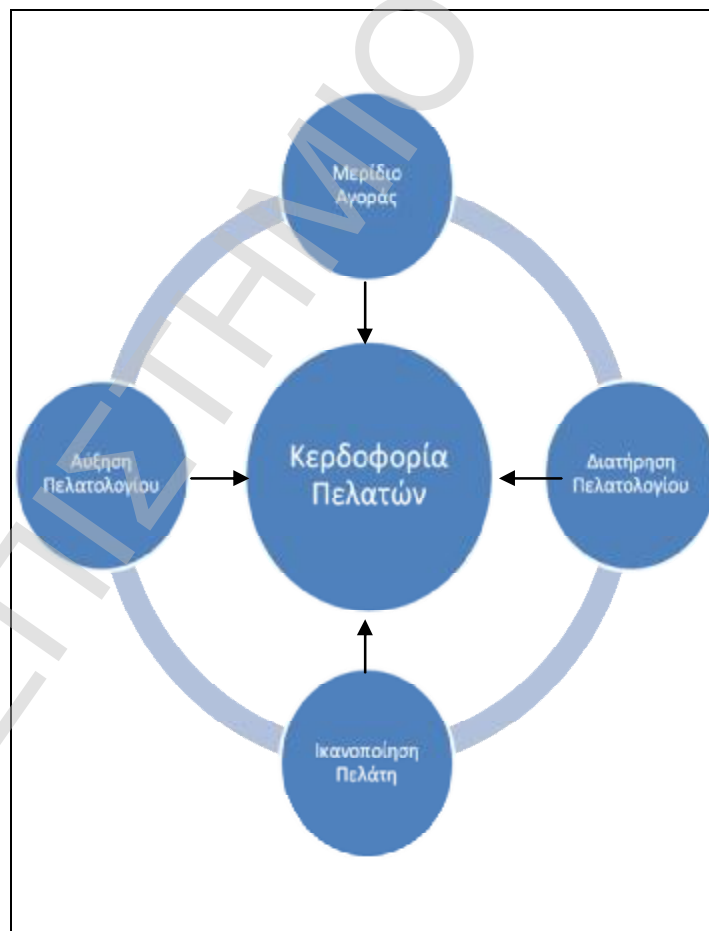 Μερίδιο
Αγοράς
Αύξηση
Πελατολογίου
Κερδοφορία
Πελατών
Διατήρηση
Πελατολογίου
Ικανοποίηση
Πελάτη